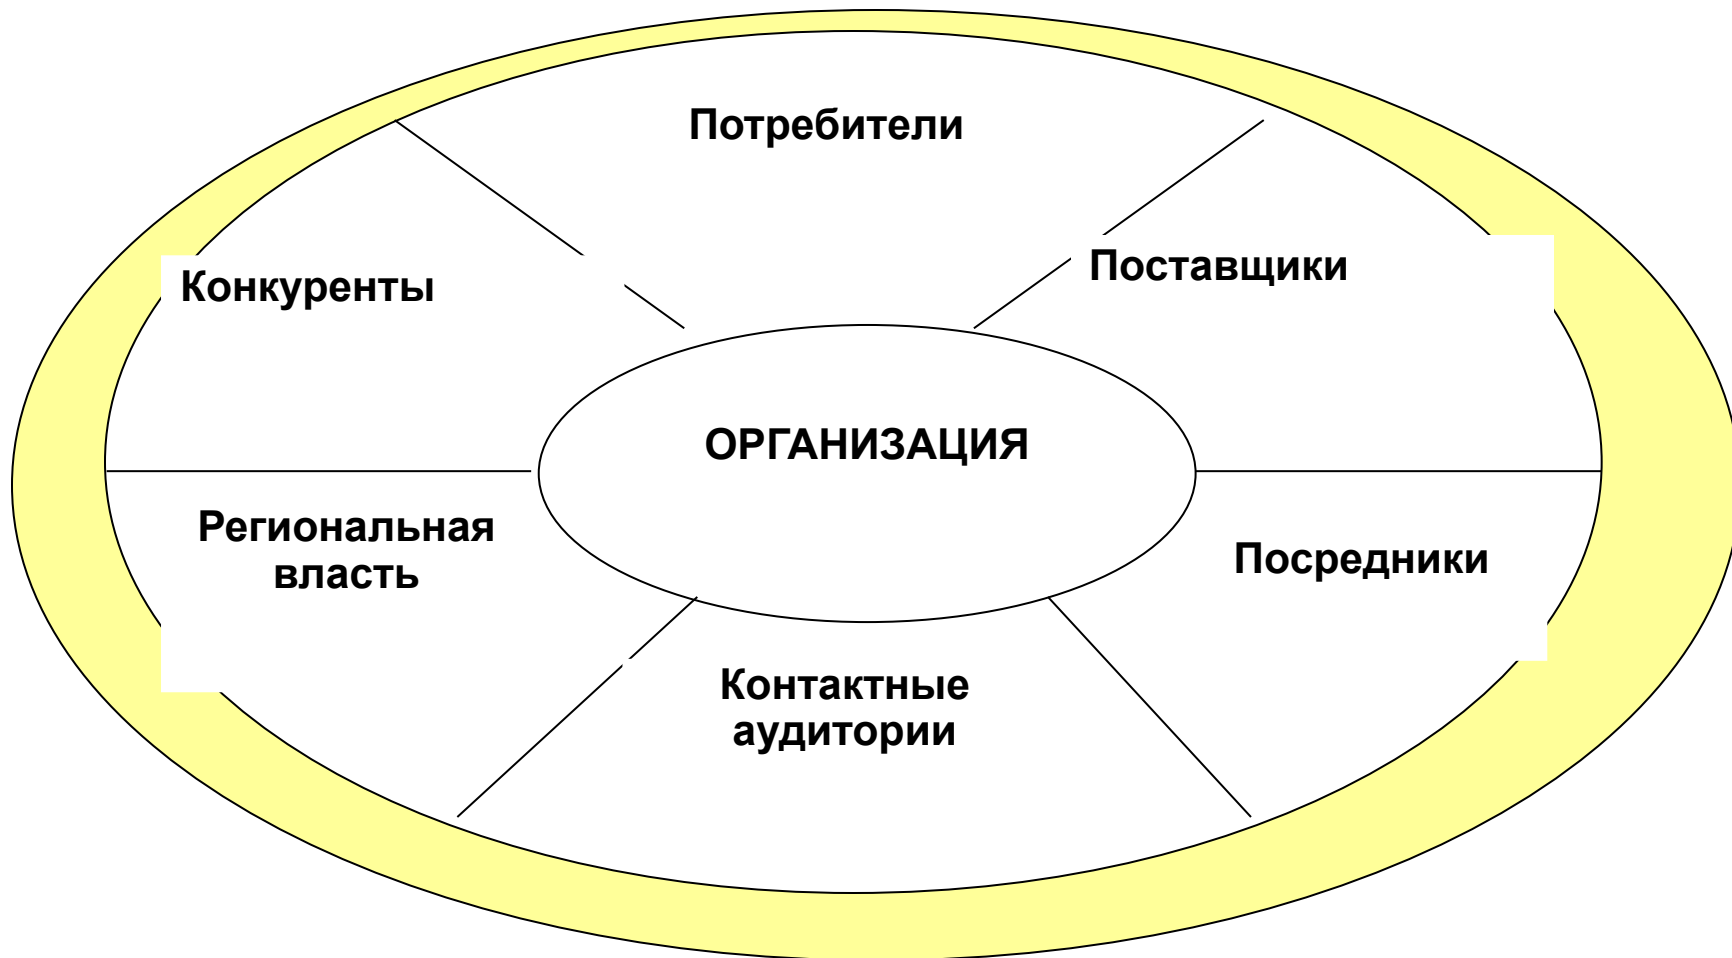 Потребители
Поставщики
Конкуренты
ОРГАНИЗАЦИЯ
Региональная
власть
Посредники
Контактные
аудитории